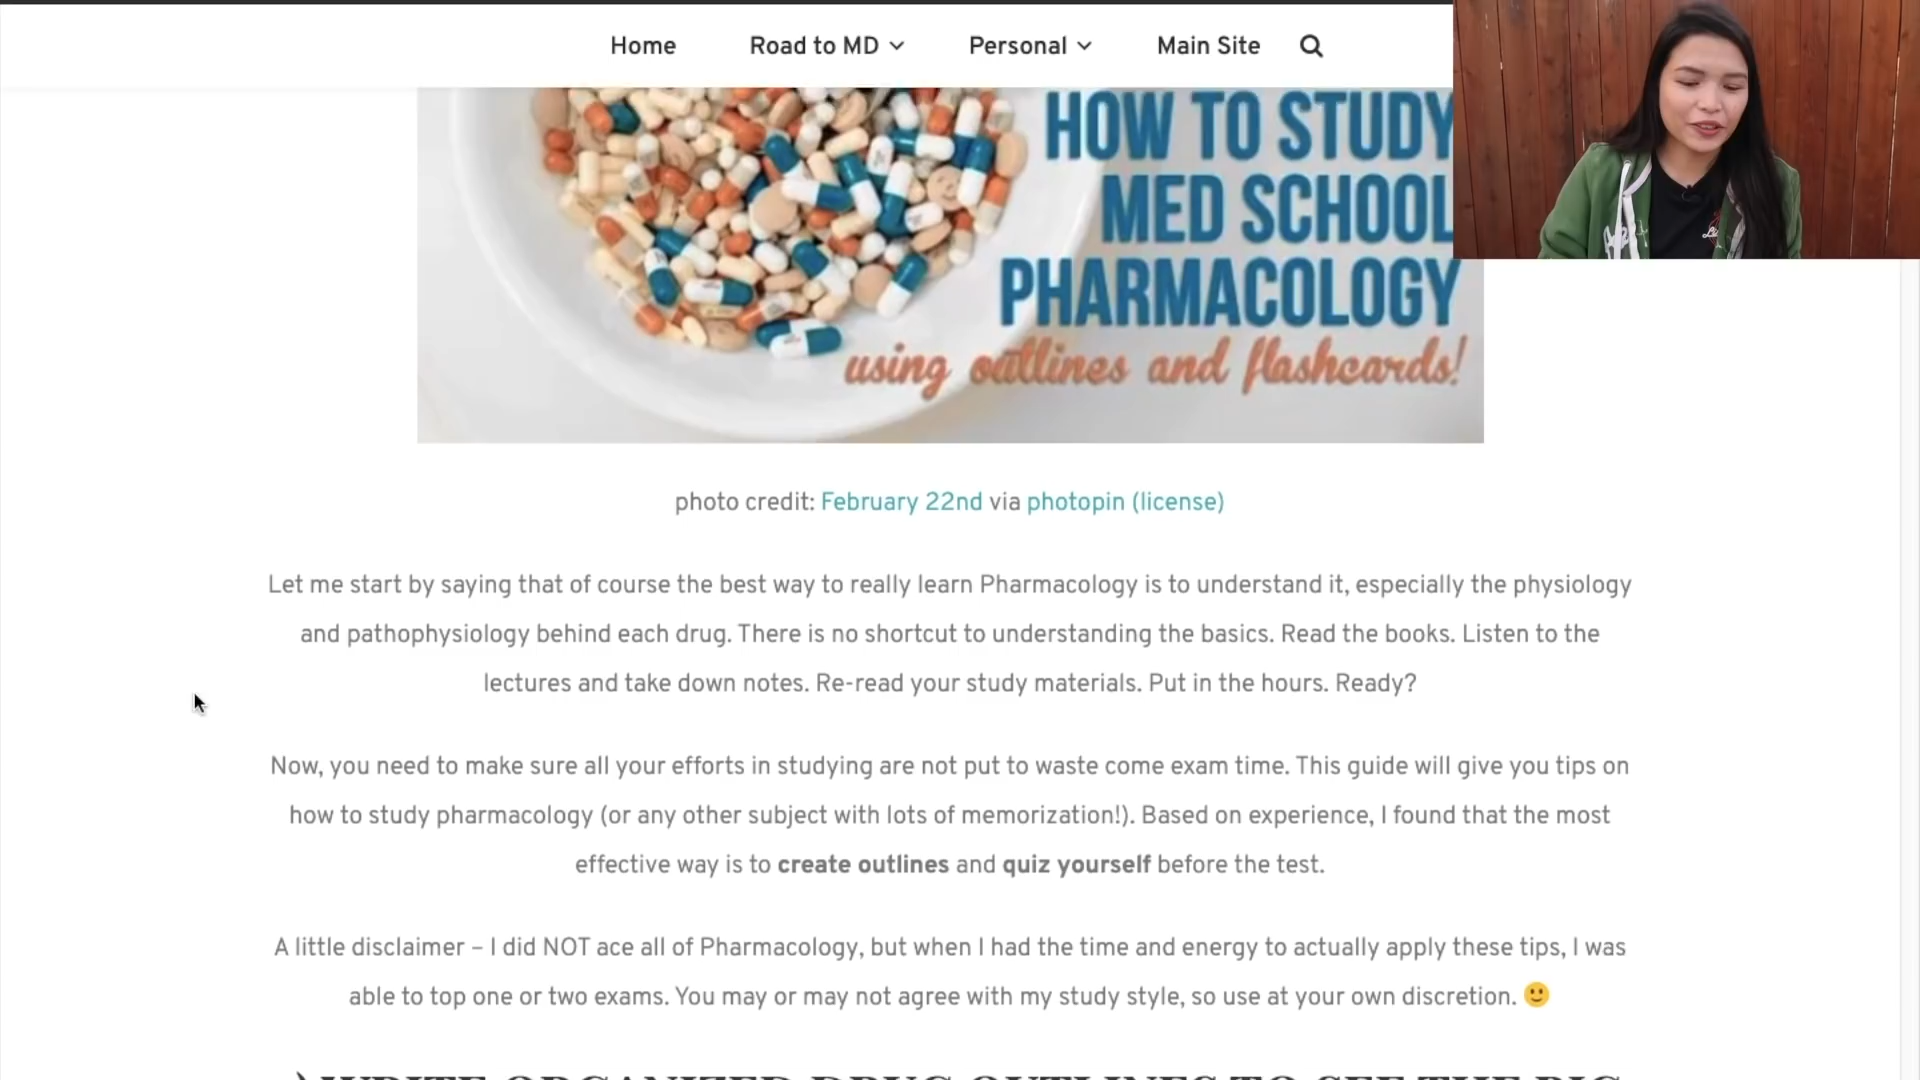 Home Road to MD Personal Main Site
HOW TO STUDY
MED SCHOOL
PHARMACOLOGY
using outlines and flashcards!
photo credit: February 22nd via photopin (license)
Let me start by saying that of course the best way to really learn Pharmacology is to understand it, especially the physiology
and pathophysiology behind each drug. There is no shortcut to understanding the basics. Read the books. Listen to the
lectures and take down notes. Re-read your study materials. Put in the hours. Ready?
Now, you need to make sure all your efforts in studying are not put to waste come exam time. This guide will give you tips on
how to study pharmacology (or any other subject with lots of memorization!). Based on experience, I found that the most
effective way is to create outlines and quiz yourself before the test.
A little disclaimer – I did NOT ace all of Pharmacology, but when I had the time and energy to actually apply these tips, I was
able to top one or two exams. You may or may not agree with my study style, so use at your own discretion. 🙂
WRITE ORGANIZED DRUG OUTLINES TO SEE THE BIG